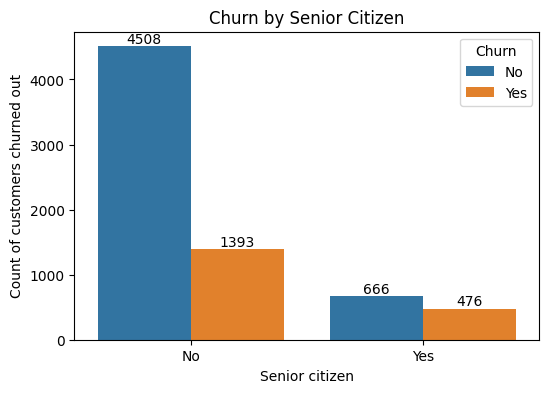 Churn by Senior Citizen
Count of customers churned out
4000
3000
2000
1000
0
4508
1393
666
476
Churn
No
Yes
No
Yes
Senior citizen